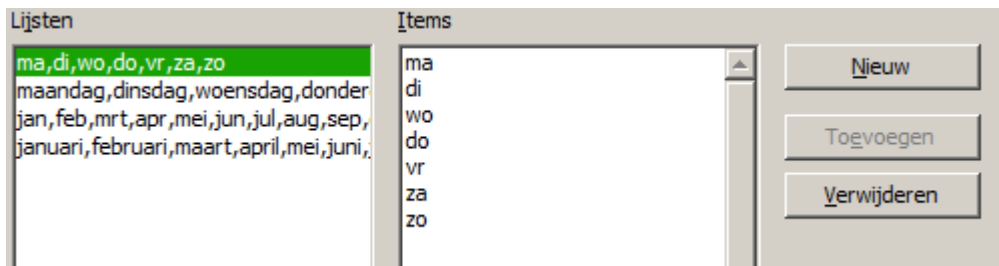 Lijsten
ma,di,wo,do,vr,za,zo
maandag,dinsdag,woensdag,
jan,feb,mrt,apr,mei,jun,jul,aug,sep,
januari,februari,maart,april,mei,juni,
Items
ma
di
wo
do
vr
za
zo
Nieuw
Toevoegen
Verwijderen